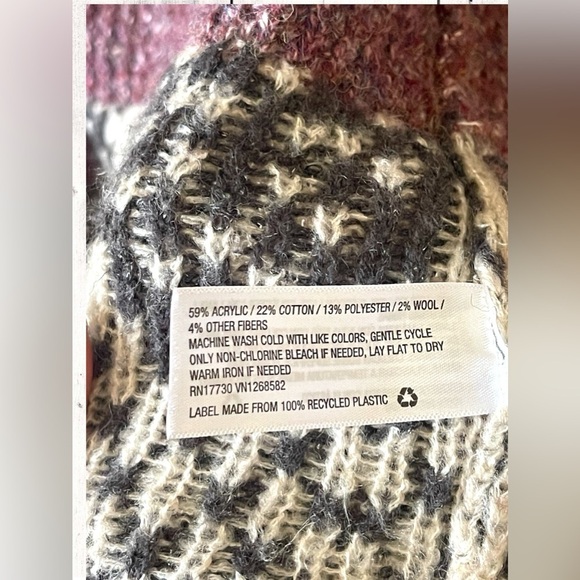 59% ACRYLIC / 22% COTTON / 13% POLYESTER / 2% WOOL /
4% OTHER FIBERS
MACHINE WASH COLD WITH LIKE COLORS, GENTLE CYCLE
ONLY NON-CHLORINE BLEACH IF NEEDED, LAY FLAT TO DRY
WARM IRON IF NEEDED
RN17730 VN1268582
LABEL MADE FROM 100% RECYCLED PLASTIC